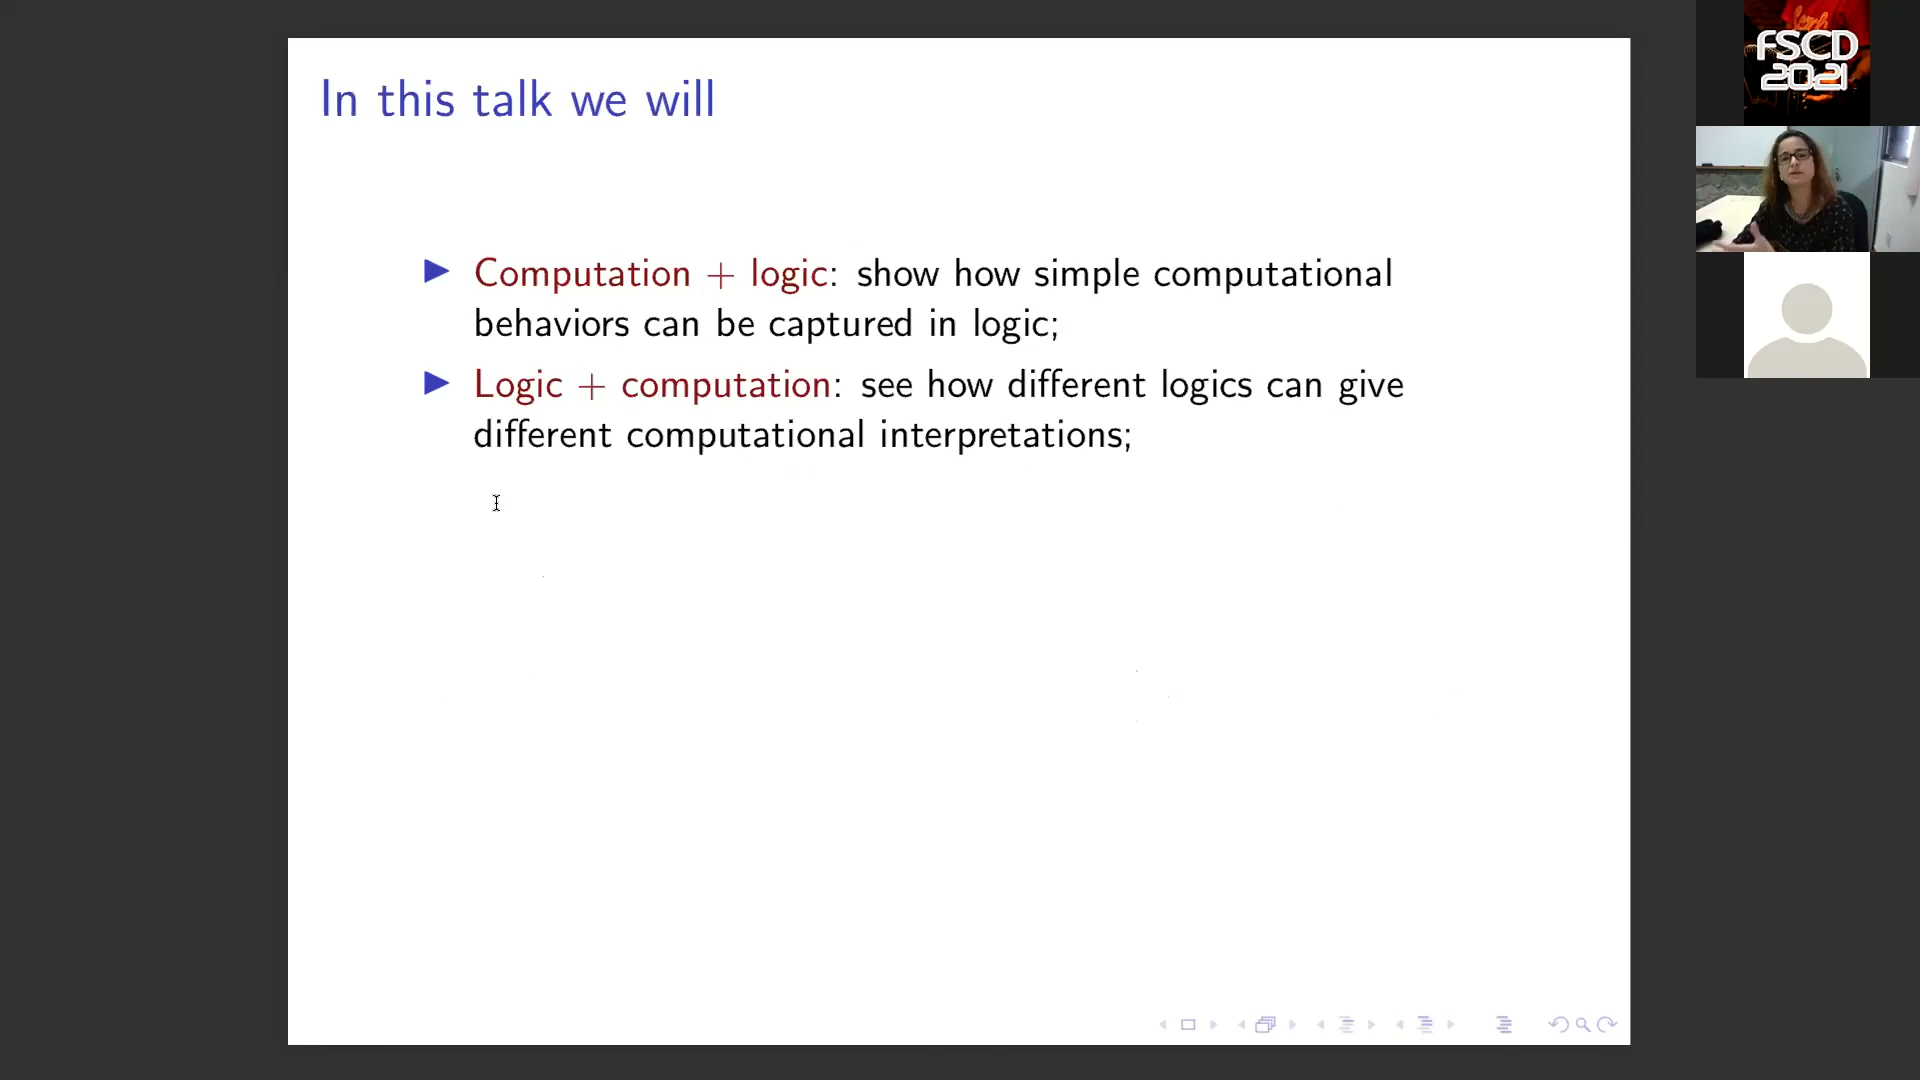 In this talk we will
Computation + logic: show how simple computational
behaviors can be captured in logic;
Logic + computation: see how different logics can give
different computational interpretations;
FSCD
2021